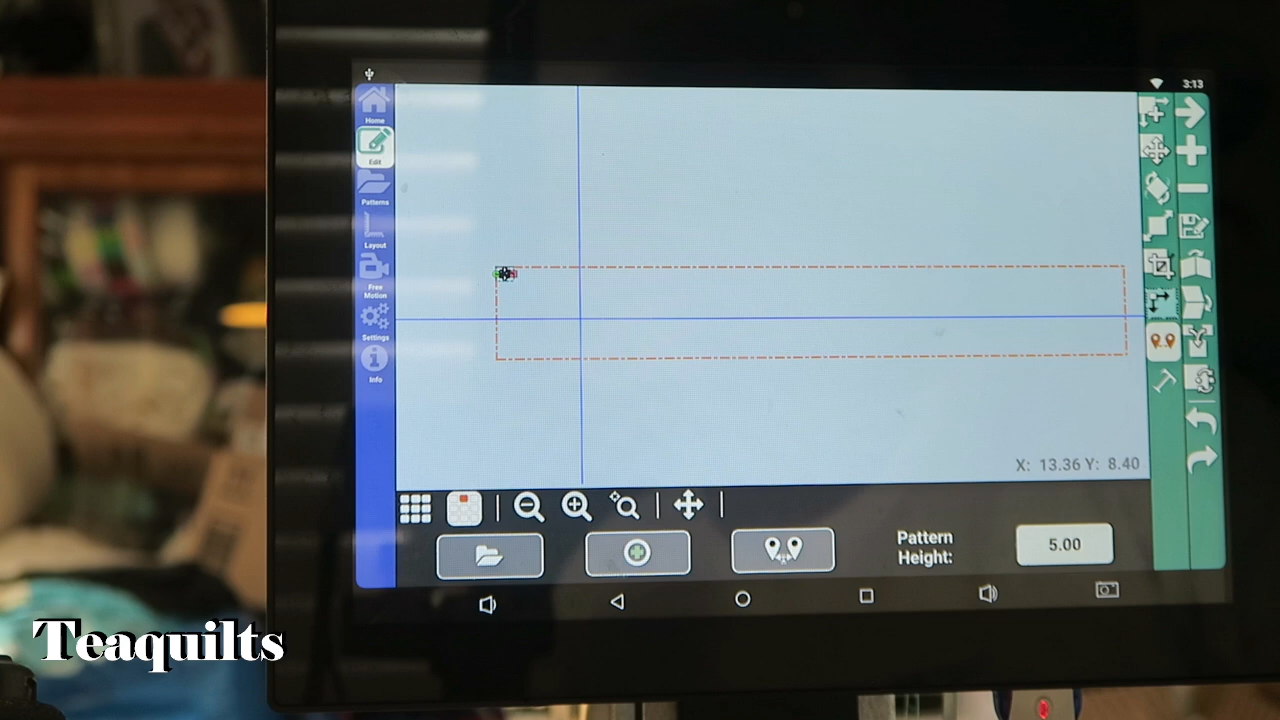 3:13
Home
Edit
Patterns
Layout
Free
Motion
Settings
Info
X: 13.36 Y: 8.40
Pattern
Height:
5.00
Teaquilts